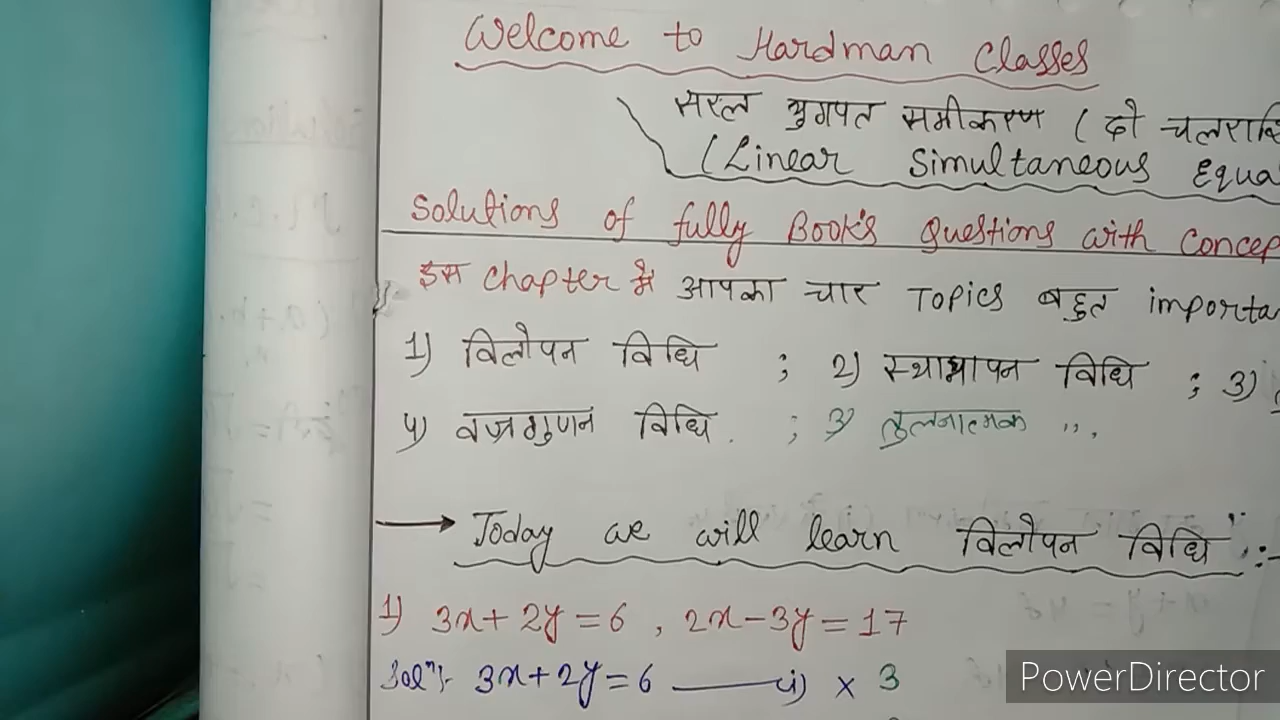 Welcome to Hardman Classes
सरल युगपत समीकरण (दो चलराशि
(Linear Simultaneous Equa
Solutions of fully Book's Questions with Concep
इस Chapter में आपका चार Topics बहुत importa
1) विलोपन विधि ; 2) स्थापन विधि ; 3)
4) वज्रगुणन विधि. ; 3) तुलनात्मक ,,.
→ Today we will learn विलोपन विधि" :-
1) 3x+2y=6 , 2x-3y=17
Solⁿ:- 3x+2y=6 ——— i) × 3
PowerDirector